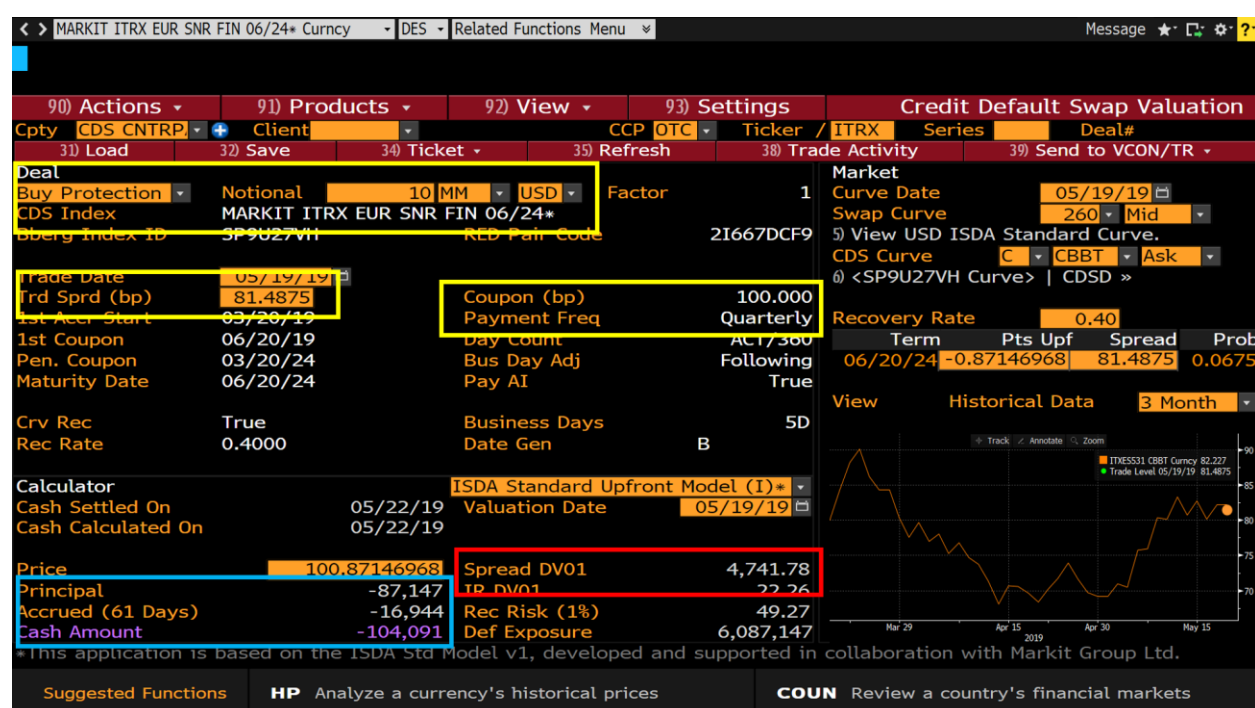 MARKIT ITRX EUR SNR FIN 06/24* Curncy DES Related Functions Menu Message
90) Actions 91) Products 92) View 93) Settings Credit Default Swap Valuation
Cpty CDS CNTRP Client CCP OTC Ticker / ITRX Series Deal#
31) Load 32) Save 34) Ticket 35) Refresh 38) Trade Activity 39) Send to VCON/TR
Deal Market
Buy Protection Notional 10 MM USD Factor 1 Curve Date 05/19/19
CDS Index MARKIT ITRX EUR SNR FIN 06/24* Swap Curve 260 Mid
Bberg Index ID SP9U27VH RED Pair Code 2I667DCF9 5) View USD ISDA Standard Curve.
CDS Curve C CBBT Ask
Trade Date 05/19/19 6) <SP9U27VH Curve> | CDSD »
Trd Sprd (bp) 81.4875 Coupon (bp) 100.000
1st Accr Start 03/20/19 Payment Freq Quarterly Recovery Rate 0.40
1st Coupon 06/20/19 Day Count ACT/360 Term Pts Upf Spread Prob
Pen. Coupon 03/20/24 Bus Day Adj Following 06/20/24 -0.87146968 81.4875 0.0675
Maturity Date 06/20/24 Pay AI True
View Historical Data 3 Month
Crv Rec True Business Days 5D
Rec Rate 0.4000 Date Gen B
Track Annotate Zoom
ITXES531 CBBT Curncy 82.227
Trade Level 05/19/19 81.4875
90
85
80
75
70
Mar 29 Apr 15 Apr 30 May 15
2019
Calculator ISDA Standard Upfront Model (I)*
Cash Settled On 05/22/19 Valuation Date 05/19/19
Cash Calculated On 05/22/19
Price 100.87146968 Spread DV01 4,741.78
Principal -87,147 IR DV01 22.26
Accrued (61 Days) -16,944 Rec Risk (1%) 49.27
Cash Amount -104,091 Def Exposure 6,087,147
*This application is based on the ISDA Std Model v1, developed and supported in collaboration with Markit Group Ltd.
Suggested Functions HP Analyze a currency's historical prices COUN Review a country's financial markets